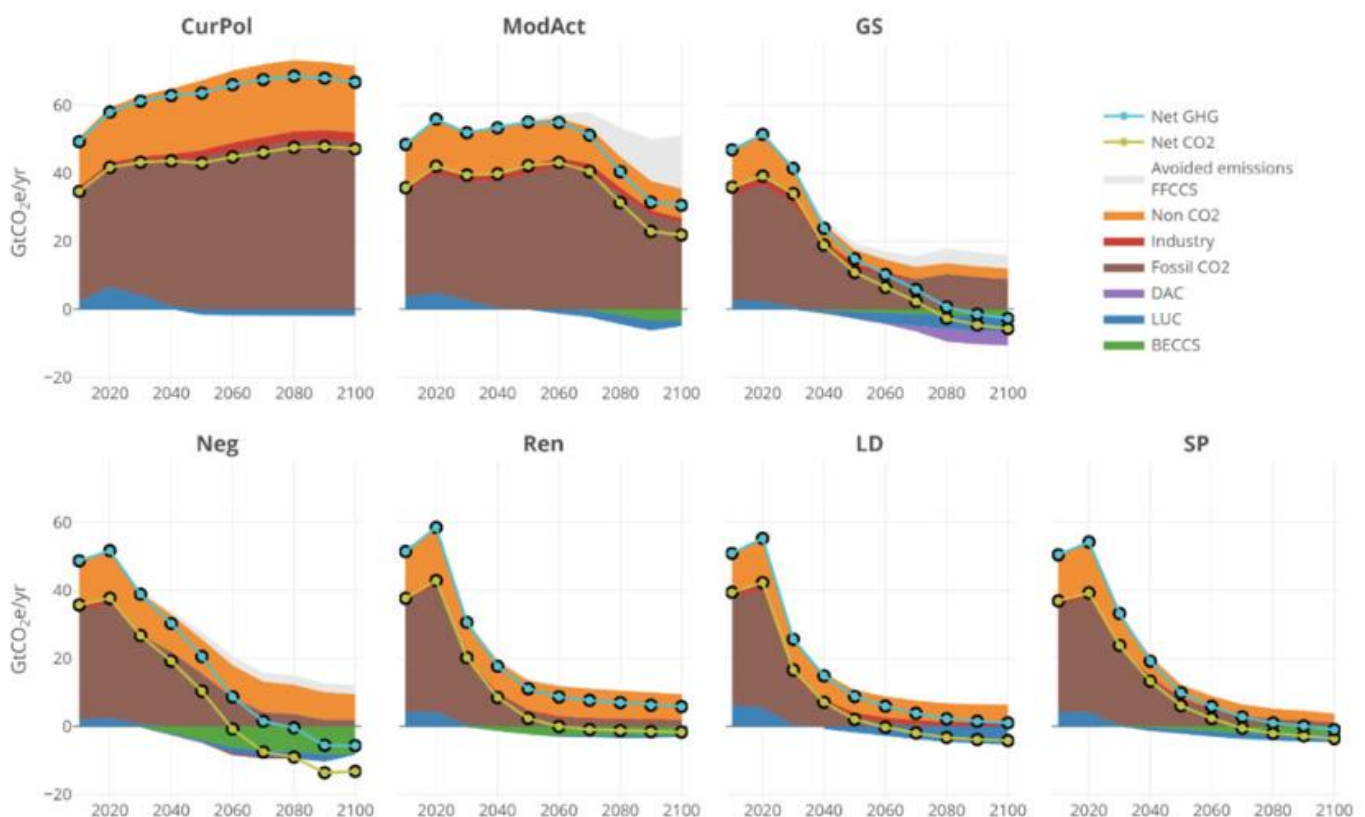 CurPol ModAct GS
GtCO₂e/yr
60
40
20
0
−20
2020 2040 2060 2080 2100 2020 2040 2060 2080 2100 2020 2040 2060 2080 2100
Net GHG
Net CO2
Avoided emissions
FFCCS
Non CO2
Industry
Fossil CO2
DAC
LUC
BECCS
Neg Ren LD SP
GtCO₂e/yr
60
40
20
0
−20
2020 2040 2060 2080 2100 2020 2040 2060 2080 2100 2020 2040 2060 2080 2100 2020 2040 2060 2080 2100